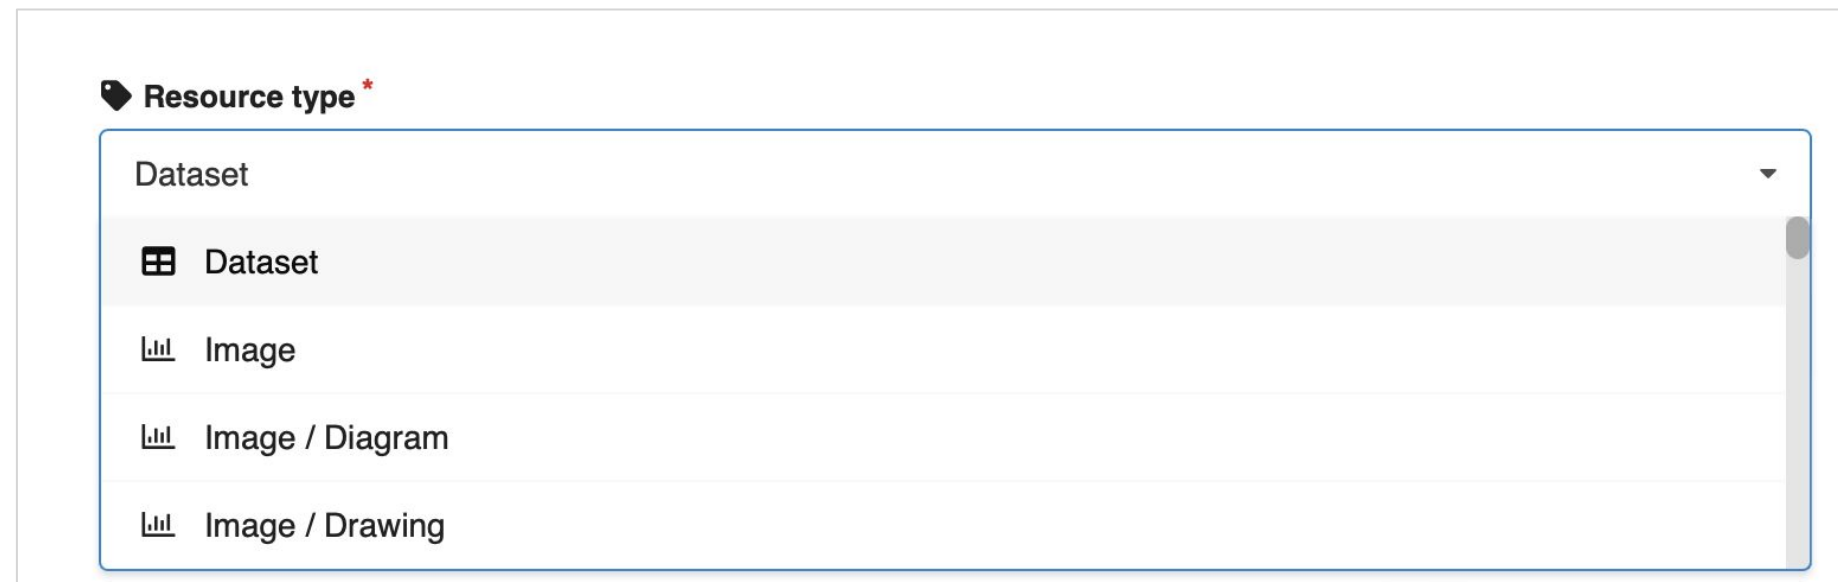 Resource type *
Dataset
Dataset
Image
Image / Diagram
Image / Drawing